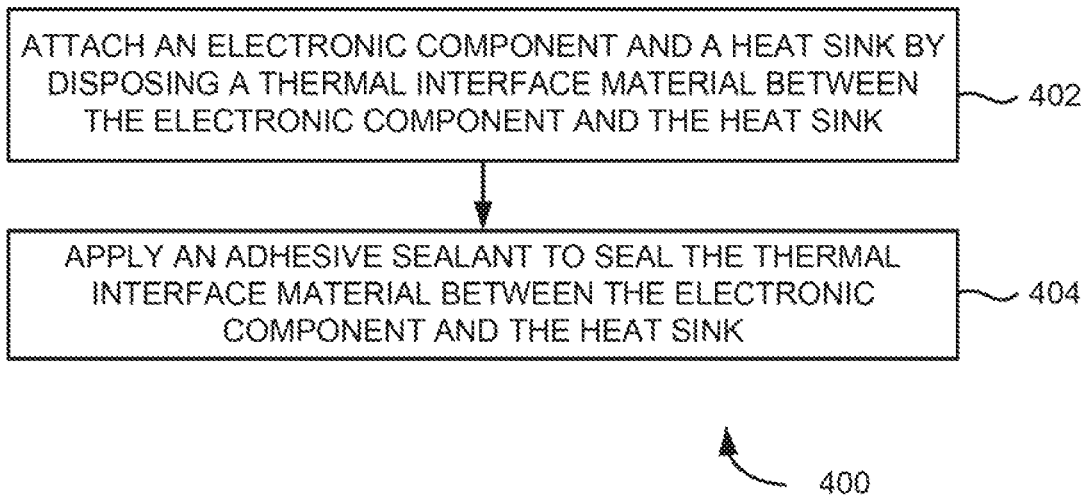 ATTACH AN ELECTRONIC COMPONENT AND A HEAT SINK BY
DISPOSING A THERMAL INTERFACE MATERIAL BETWEEN
THE ELECTRONIC COMPONENT AND THE HEAT SINK
402
APPLY AN ADHESIVE SEALANT TO SEAL THE THERMAL
INTERFACE MATERIAL BETWEEN THE ELECTRONIC
COMPONENT AND THE HEAT SINK
404
400